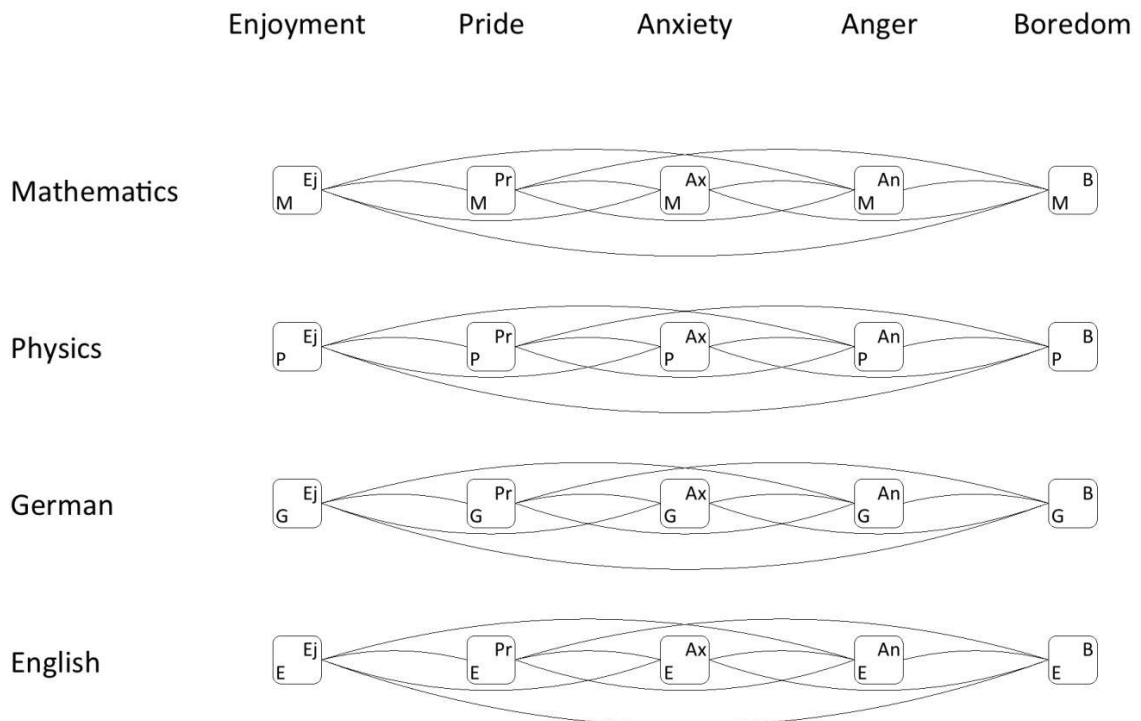 Enjoyment Pride Anxiety Anger Boredom
Mathematics
Ej Pr Ax An B
M M M M M
Physics
Ej Pr Ax An B
P P P P P
German
Ej Pr Ax An B
G G G G G
English
Ej Pr Ax An B
E E E E E